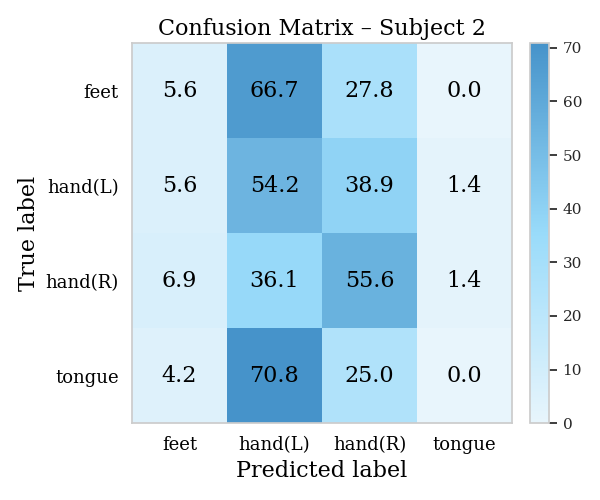 Confusion Matrix – Subject 2
True label
feet 5.6 66.7 27.8 0.0
hand(L) 5.6 54.2 38.9 1.4
hand(R) 6.9 36.1 55.6 1.4
tongue 4.2 70.8 25.0 0.0
feet hand(L) hand(R) tongue
Predicted label
70
60
50
40
30
20
10
0